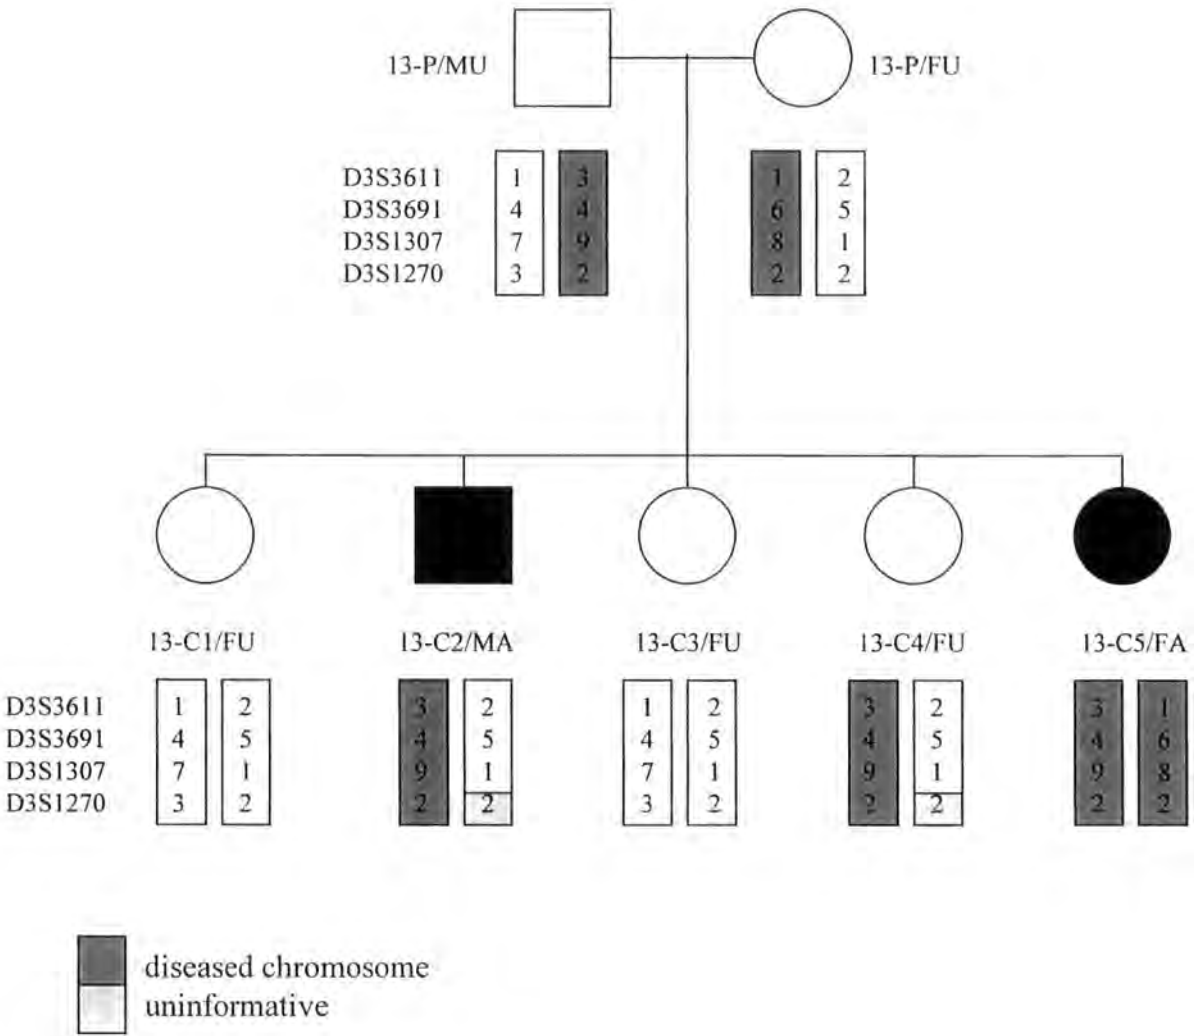 13-P/MU 13-P/FU
D3S3611 1 3 1 2
D3S3691 4 4 6 5
D3S1307 7 9 8 1
D3S1270 3 2 2 2
13-C1/FU 13-C2/MA 13-C3/FU 13-C4/FU 13-C5/FA
D3S3611 1 2 3 2 1 2 3 2 3 1
D3S3691 4 5 4 5 4 5 4 5 4 6
D3S1307 7 1 9 1 7 1 9 1 9 8
D3S1270 3 2 2 2 3 2 2 2 2 2
diseased chromosome
uninformative